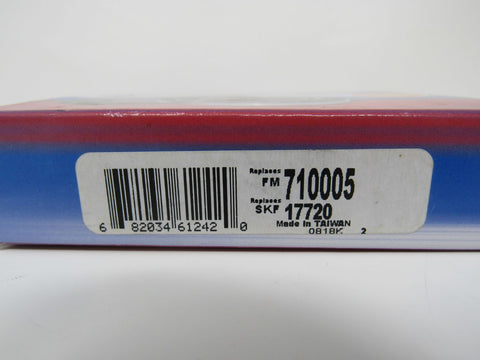 Replaces
FM 710005
Replaces
SKF 17720
Made in TAIWAN
0818K 2
6 82034 61242 0